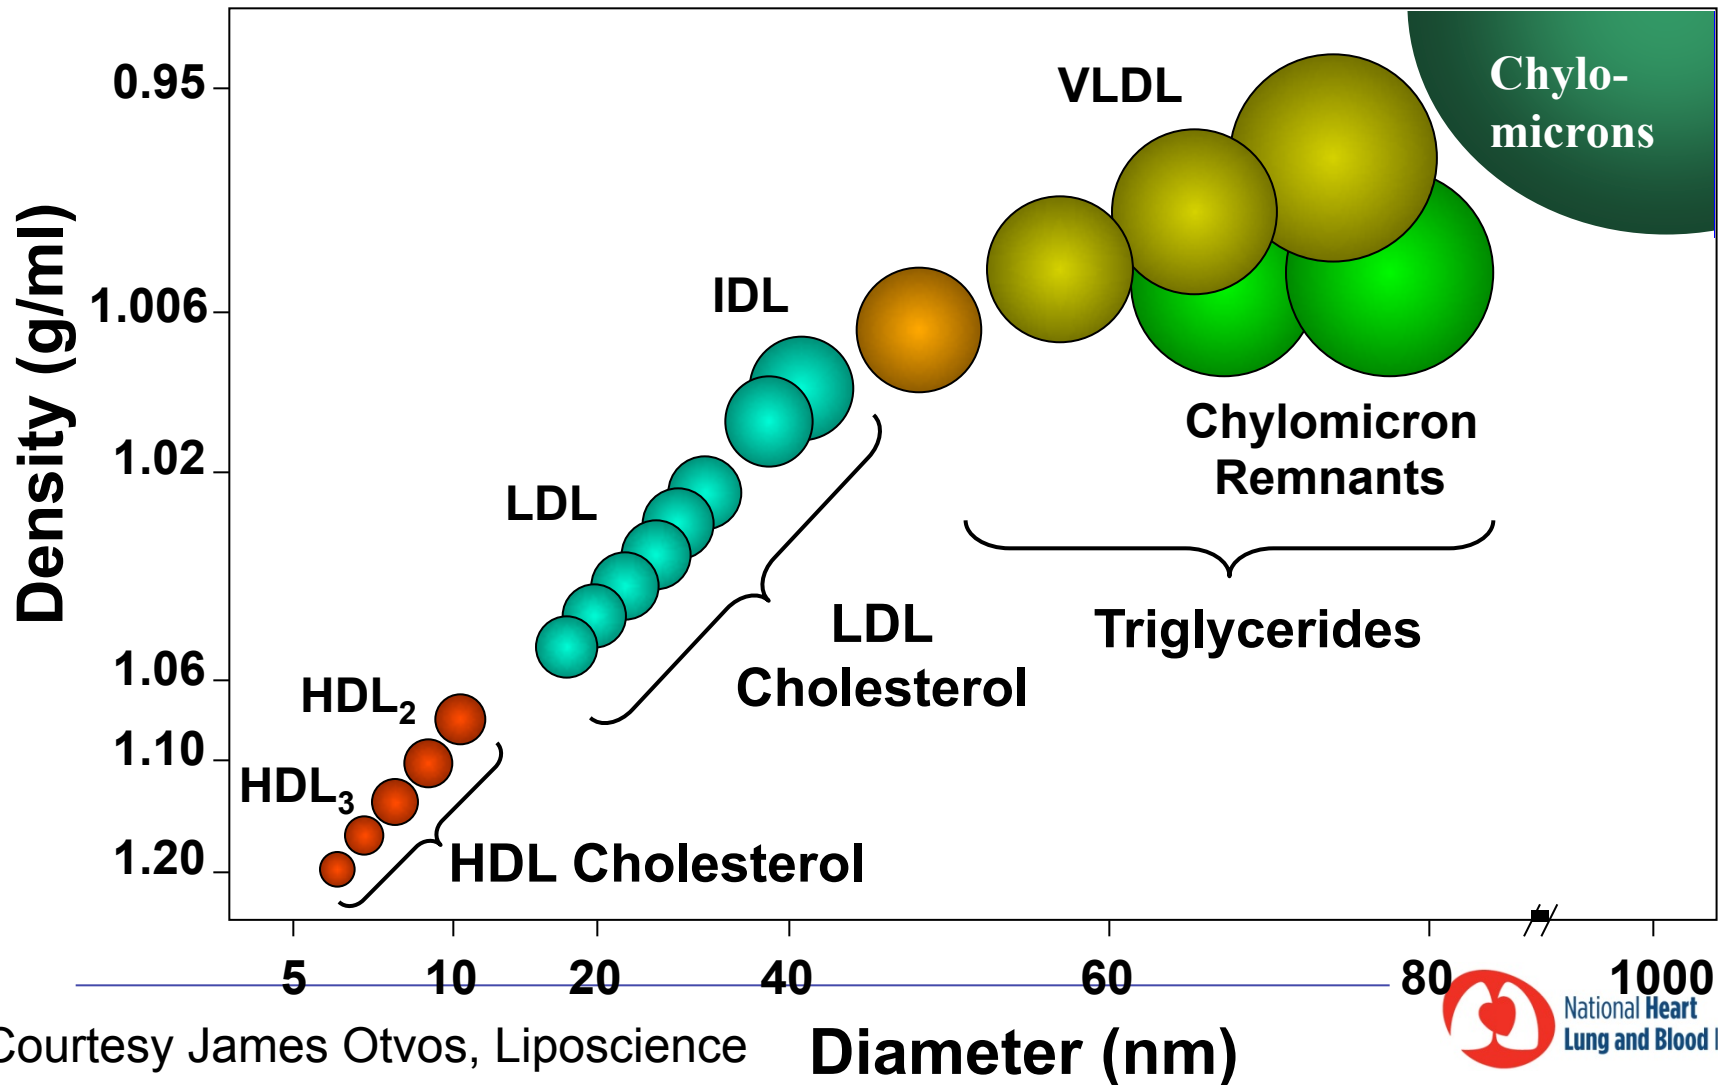 0.95
1.006
1.02
1.06
1.10
1.20
Density (g/ml)
VLDL
Chylo-
microns
IDL
LDL
HDL2
HDL3
Chylomicron
Remnants
Triglycerides
LDL
Cholesterol
HDL Cholesterol
5 10 20 40 60 80 1000
Courtesy James Otvos, Liposcience
Diameter (nm)
National Heart
Lung and Blood